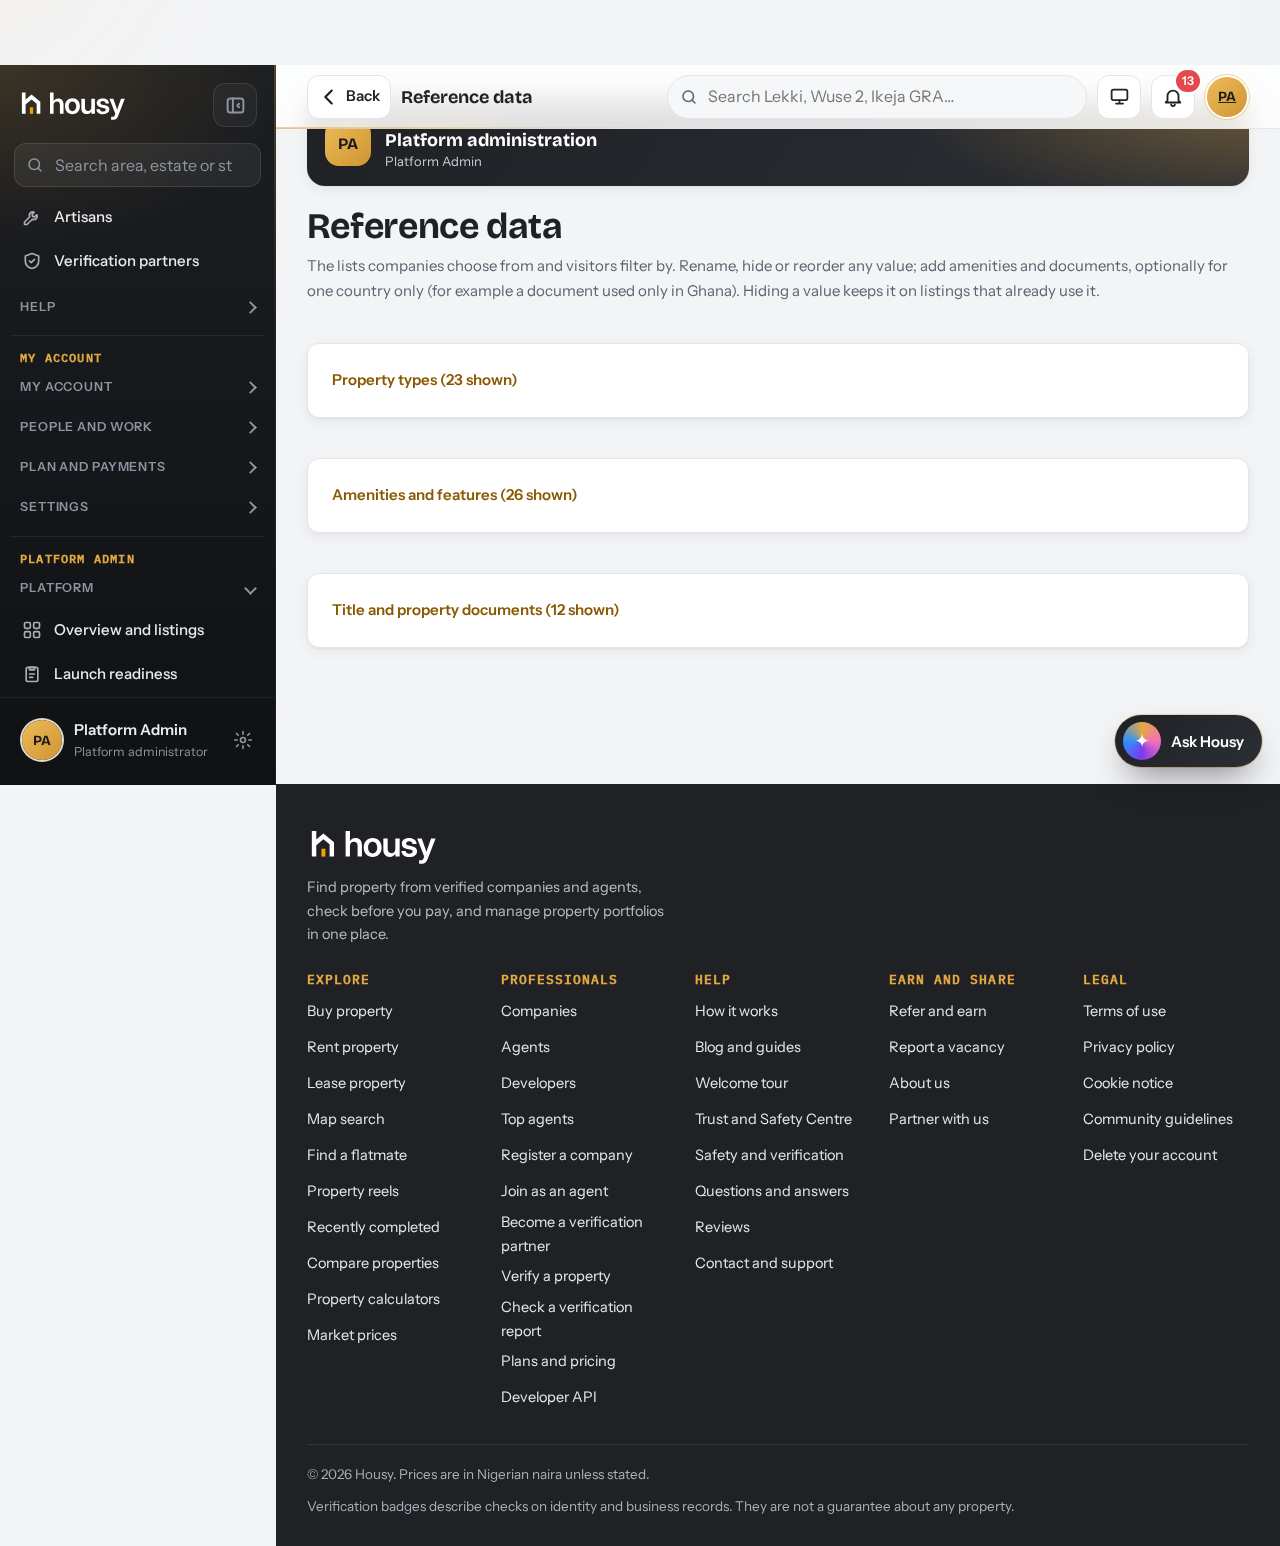 housy
Search area, estate or st
Artisans
Verification partners
HELP
MY ACCOUNT
MY ACCOUNT
PEOPLE AND WORK
PLAN AND PAYMENTS
SETTINGS
PLATFORM ADMIN
PLATFORM
Overview and listings
Launch readiness
PA
Platform Admin
Platform administrator
Back
Reference data
Search Lekki, Wuse 2, Ikeja GRA...
13
PA
PA
Platform administration
Platform Admin
Reference data
The lists companies choose from and visitors filter by. Rename, hide or reorder any value; add amenities and documents, optionally for
one country only (for example a document used only in Ghana). Hiding a value keeps it on listings that already use it.
Property types (23 shown)
Amenities and features (26 shown)
Title and property documents (12 shown)
Ask Housy
housy
Find property from verified companies and agents,
check before you pay, and manage property portfolios
in one place.
EXPLORE
Buy property
Rent property
Lease property
Map search
Find a flatmate
Property reels
Recently completed
Compare properties
Property calculators
Market prices
PROFESSIONALS
Companies
Agents
Developers
Top agents
Register a company
Join as an agent
Become a verification
partner
Verify a property
Check a verification
report
Plans and pricing
Developer API
HELP
How it works
Blog and guides
Welcome tour
Trust and Safety Centre
Safety and verification
Questions and answers
Reviews
Contact and support
EARN AND SHARE
Refer and earn
Report a vacancy
About us
Partner with us
LEGAL
Terms of use
Privacy policy
Cookie notice
Community guidelines
Delete your account
© 2026 Housy. Prices are in Nigerian naira unless stated.
Verification badges describe checks on identity and business records. They are not a guarantee about any property.